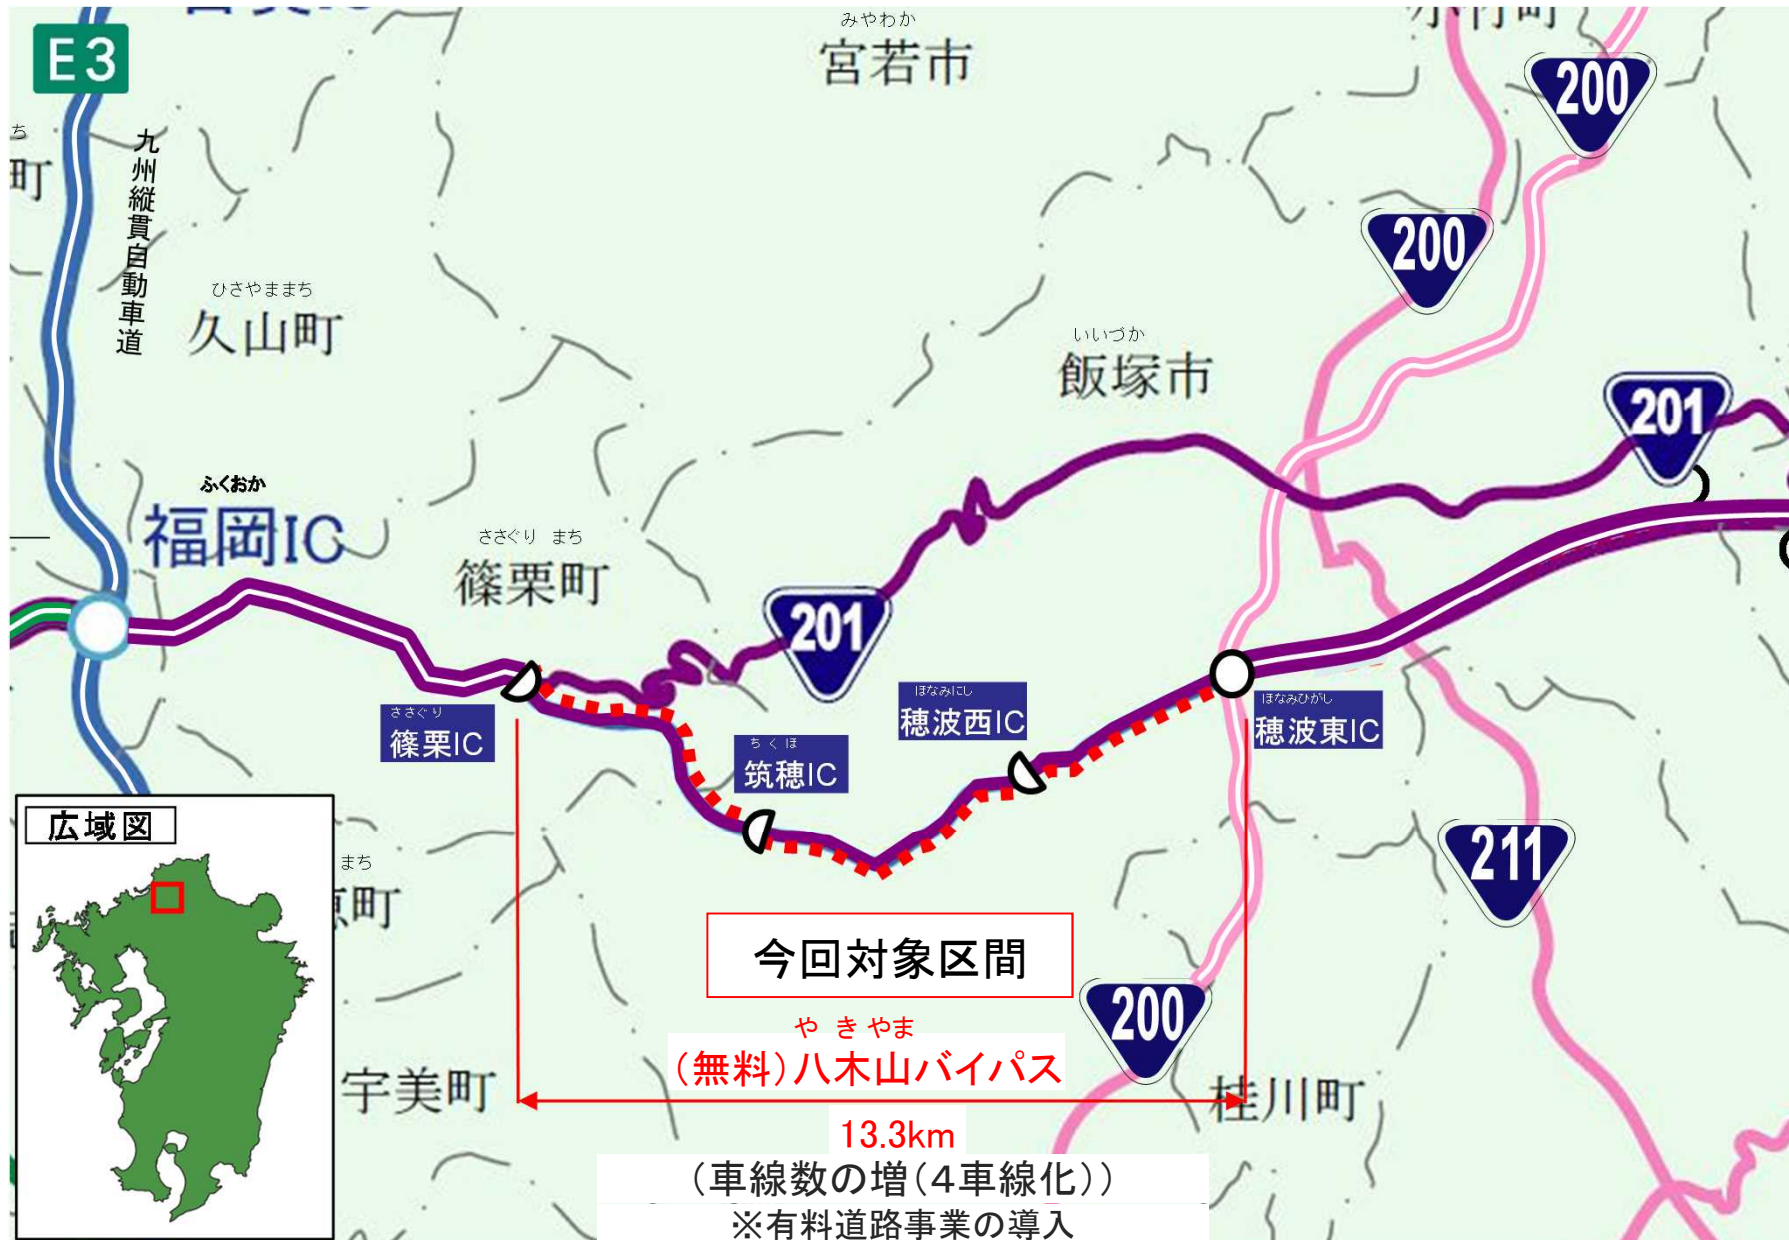 E3
みやわか
宮若市
200
ち
町
九州縦貫自動車道
200
ひさやままち
久山町
いいづか
飯塚市
201
ふくおか
福岡IC
ささぐり まち
篠栗町
201
ほなみにし
穂波西IC
ほなみひがし
穂波東IC
ささぐり
篠栗IC
ちくほ
筑穂IC
広域図
まち
町
211
今回対象区間
200
やきやま
(無料)八木山バイパス
宇美町
桂川町
13.3km
(車線数の増(4車線化))
※有料道路事業の導入